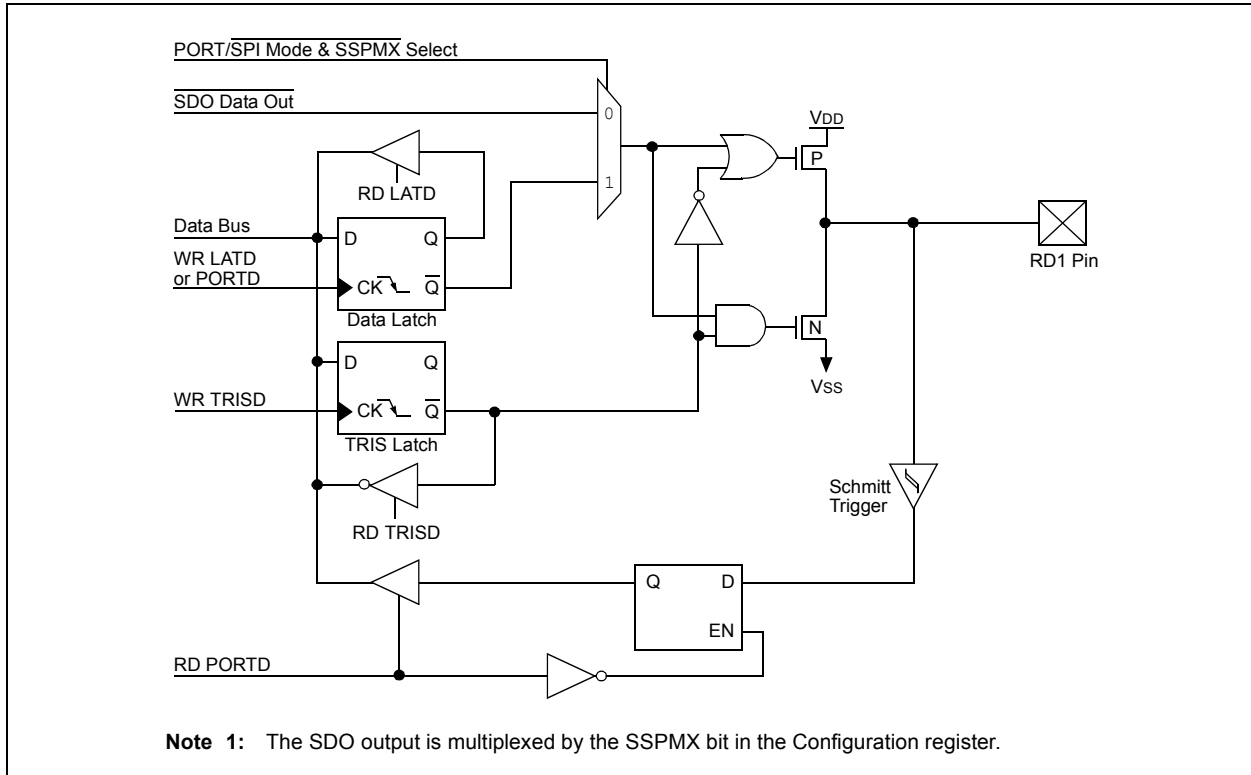 PORT/SPI Mode & SSPMX Select
SDO Data Out
0
1
VDD
P
RD LATD
Data Bus
D
Q
WR LATD
or PORTD
CK
Q
Data Latch
RD1 Pin
N
VSS
D
Q
WR TRISD
CK
Q
TRIS Latch
Schmitt
Trigger
RD TRISD
Q
D
EN
RD PORTD
Note 1: The SDO output is multiplexed by the SSPMX bit in the Configuration register.